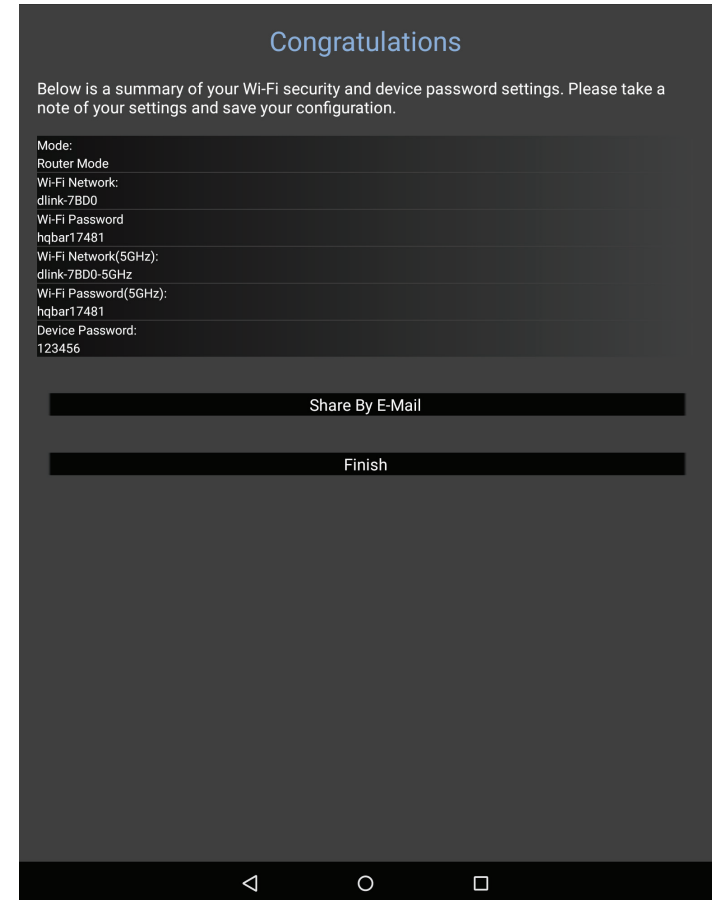 Congratulations
Below is a summary of your Wi-Fi security and device password settings. Please take a
note of your settings and save your configuration.
Mode:
Router Mode
Wi-Fi Network:
dlink-7BD0
Wi-Fi Password
hqbar17481
Wi-Fi Network(5GHz):
dlink-7BD0-5GHz
Wi-Fi Password(5GHz):
hqbar17481
Device Password:
123456
Share By E-Mail
Finish